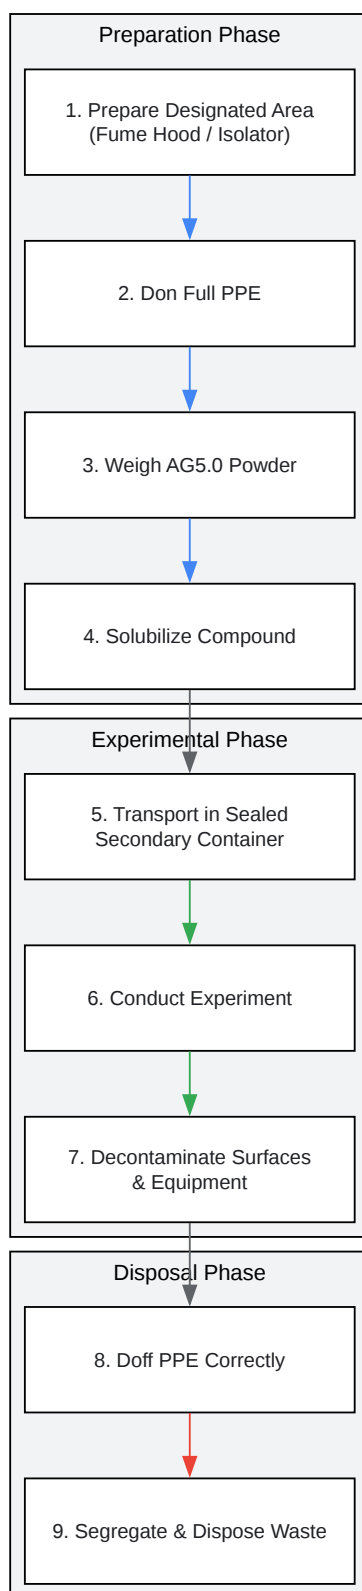 Preparation Phase
1. Prepare Designated Area
(Fume Hood / Isolator)
2. Don Full PPE
3. Weigh AG5.0 Powder
4. Solubilize Compound
Experimental Phase
5. Transport in Sealed
Secondary Container
6. Conduct Experiment
7. Decontaminate Surfaces
& Equipment
Disposal Phase
8. Doff PPE Correctly
9. Segregate & Dispose Waste